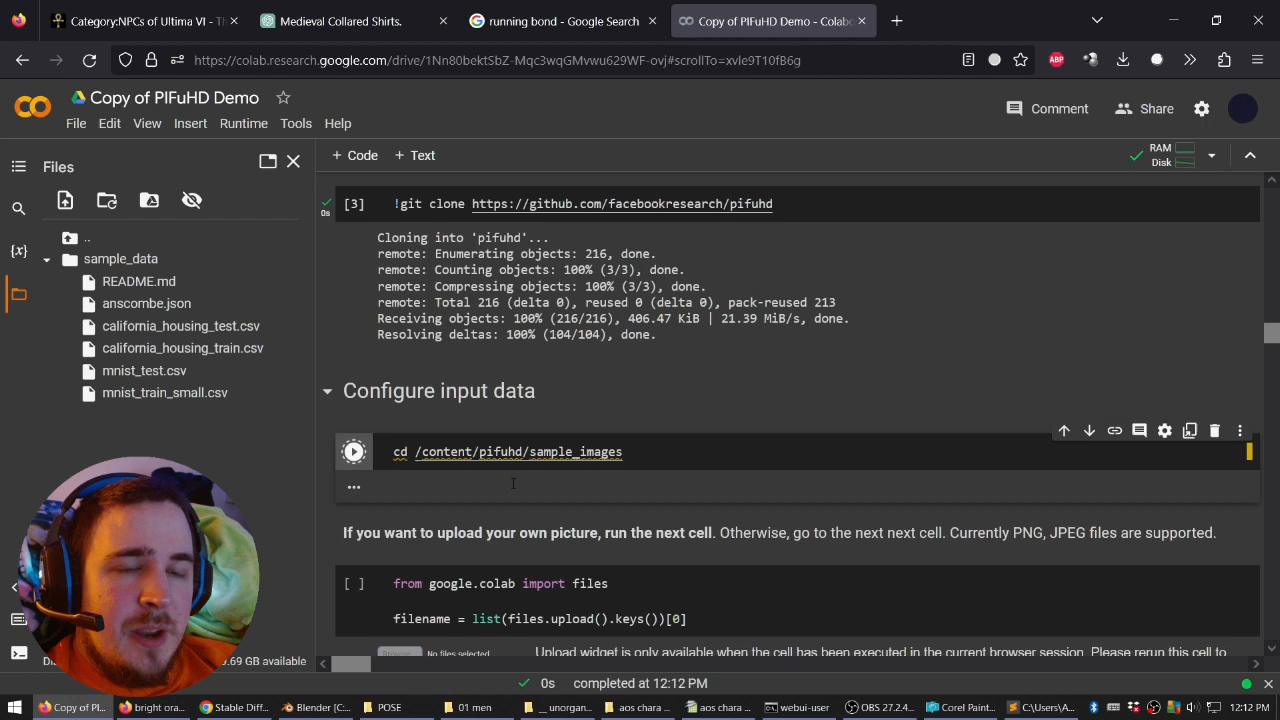 Category:NPCs of Ultima VI - Th
Medieval Collared Shirts.
running bond - Google Search
Copy of PIFuHD Demo - Colabo
https://colab.research.google.com/drive/1Nn80bektSbZ-Mqc3wqGMvwu629WF-ovj#scrollTo=xvle9T10fB6g
ABP
Copy of PIFuHD Demo
Comment
Share
File Edit View Insert Runtime Tools Help
Files
+ Code + Text
RAM
Disk
..
sample_data
README.md
anscombe.json
california_housing_test.csv
california_housing_train.csv
mnist_test.csv
mnist_train_small.csv
{x}
0s
[3] !git clone https://github.com/facebookresearch/pifuhd
Cloning into 'pifuhd'...
remote: Enumerating objects: 216, done.
remote: Counting objects: 100% (3/3), done.
remote: Compressing objects: 100% (3/3), done.
remote: Total 216 (delta 0), reused 0 (delta 0), pack-reused 213
Receiving objects: 100% (216/216), 406.47 KiB | 21.39 MiB/s, done.
Resolving deltas: 100% (104/104), done.
Configure input data
cd /content/pifuhd/sample_images
If you want to upload your own picture, run the next cell. Otherwise, go to the next next cell. Currently PNG, JPEG files are supported.
[ ] from google.colab import files
filename = list(files.upload().keys())[0]
No files selected
Upload widget is only available when the cell has been executed in the current browser session. Please rerun this cell to
.69 GB available
0s completed at 12:12 PM
Copy of PI...
bright ora...
Stable Diff...
Blender [C...
POSE
01 men
__ unorgan...
aos chara ...
aos chara ...
webui-user
OBS 27.2.4...
Corel Paint...
C:\Users\A...
12:12 PM